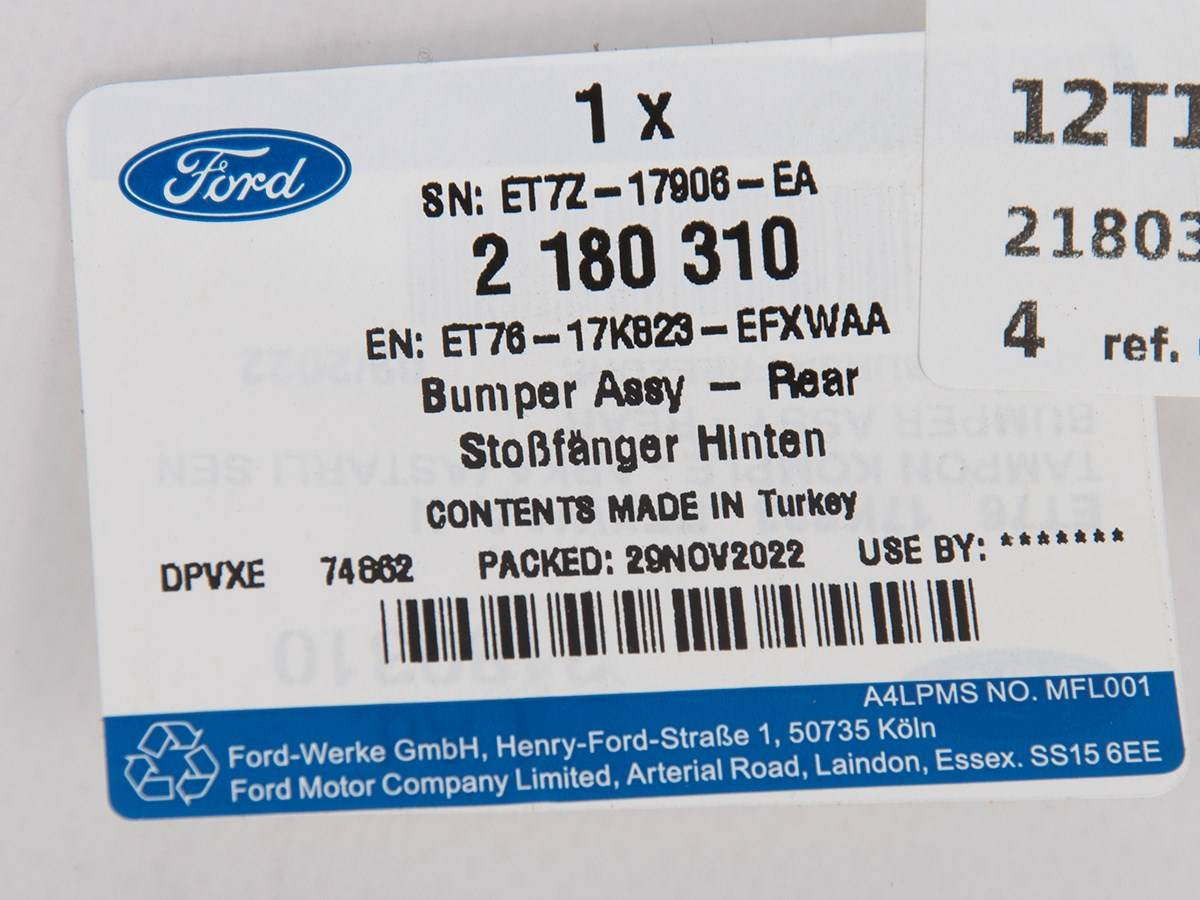 Ford
1 x
SN: ET7Z-17906-EA
2 180 310
EN: ET76-17K823-EFXWAA
Bumper Assy - Rear
Stoßfänger Hinten
CONTENTS MADE IN Turkey
DPVXE 74862 PACKED: 29NOV2022 USE BY: *******
A4LPMS NO. MFL001
Ford-Werke GmbH, Henry-Ford-Straße 1, 50735 Köln
Ford Motor Company Limited, Arterial Road, Laindon, Essex. SS15 6EE
12T1
21803
4 ref.